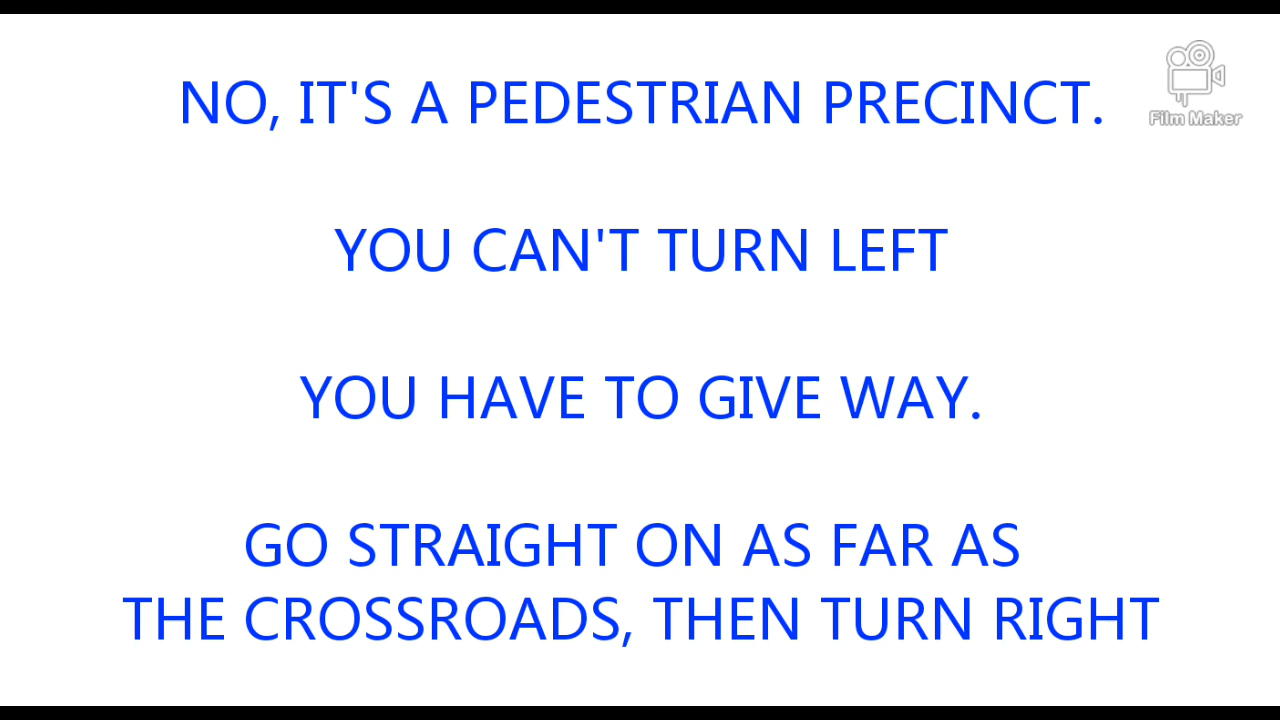 NO, IT'S A PEDESTRIAN PRECINCT.
Film Maker
YOU CAN'T TURN LEFT
YOU HAVE TO GIVE WAY.
GO STRAIGHT ON AS FAR AS
THE CROSSROADS, THEN TURN RIGHT